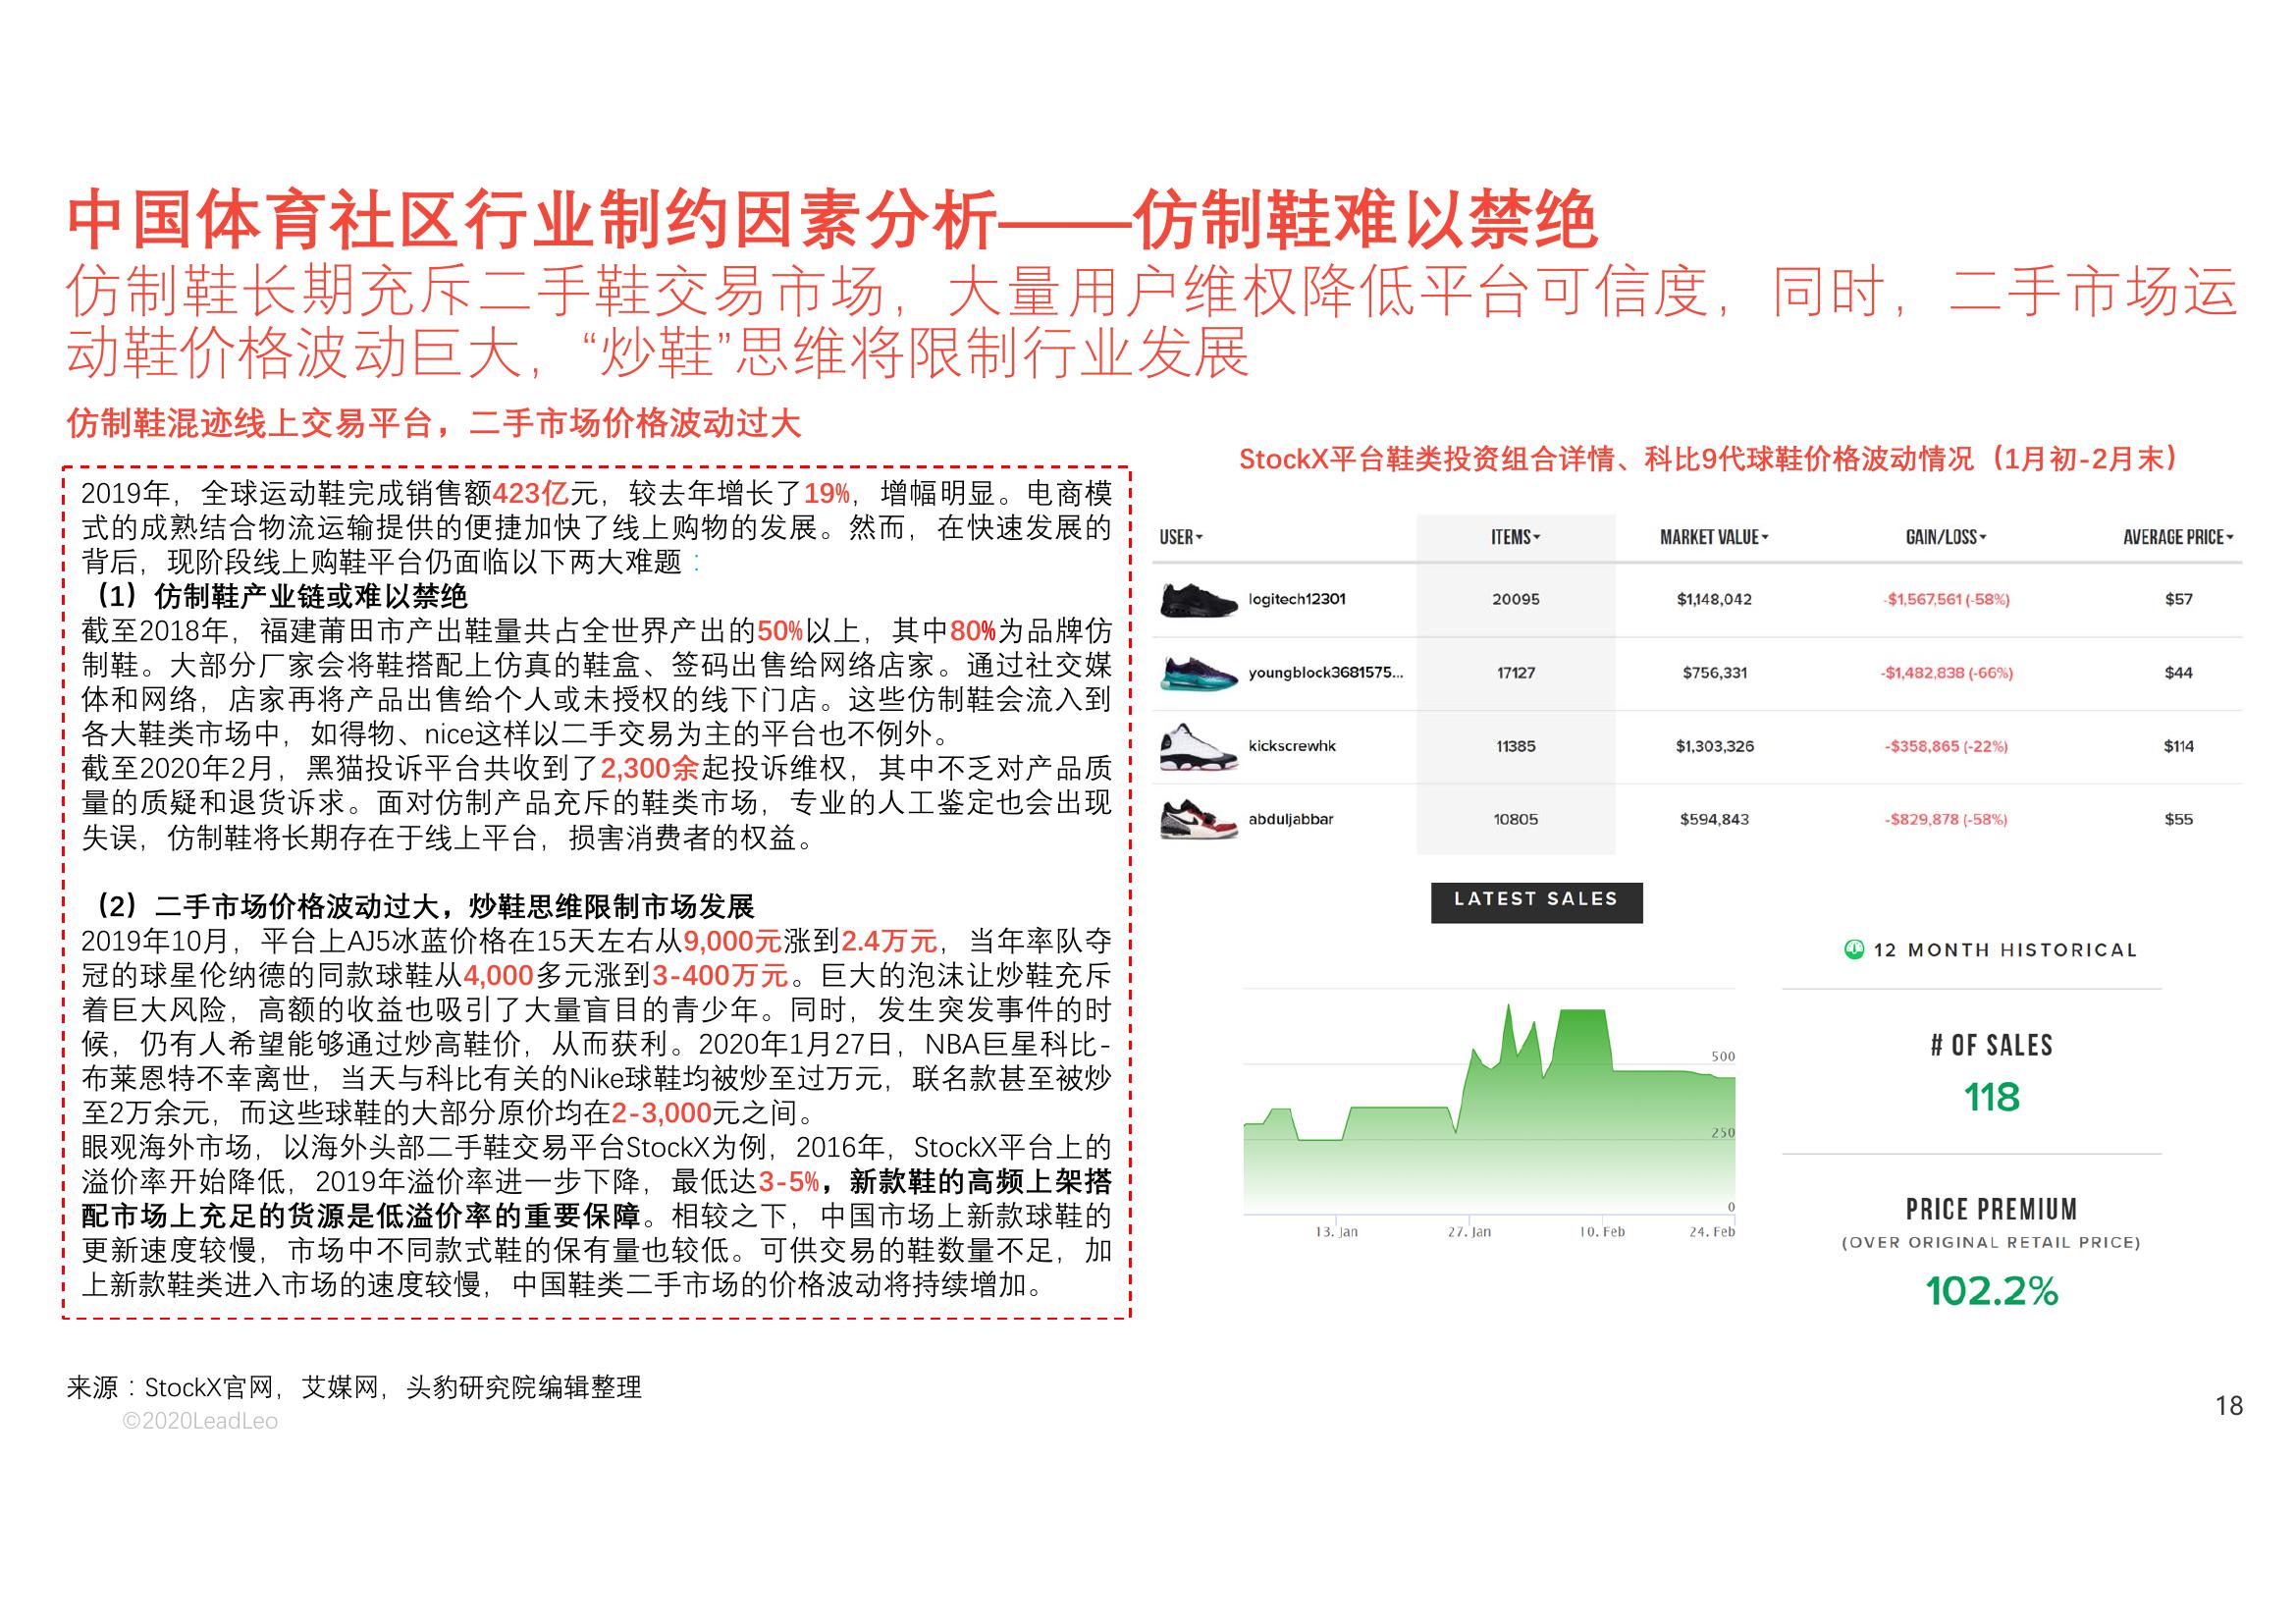 中国体育社区行业制约因素分析——仿制鞋难以禁绝
仿制鞋长期充斥二手鞋交易市场，大量用户维权降低平台可信度，同时，二手市场运
动鞋价格波动巨大，“炒鞋”思维将限制行业发展
仿制鞋混迹线上交易平台，二手市场价格波动过大
2019年，全球运动鞋完成销售额423亿元，较去年增长了19%，增幅明显。电商模
式的成熟结合物流运输提供的便捷加快了线上购物的发展。然而，在快速发展的
背后，现阶段线上购鞋平台仍面临以下两大难题：
（1）仿制鞋产业链或难以禁绝
截至2018年，福建莆田市产出鞋量共占全世界产出的50%以上，其中80%为品牌仿
制鞋。大部分厂家会将鞋搭配上仿真的鞋盒、签码出售给网络店家。通过社交媒
体和网络，店家再将产品出售给个人或未授权的线下门店。这些仿制鞋会流入到
各大鞋类市场中，如得物、nice这样以二手交易为主的平台也不例外。
截至2020年2月，黑猫投诉平台共收到了2,300余起投诉维权，其中不乏对产品质
量的质疑和退货诉求。面对仿制产品充斥的鞋类市场，专业的人工鉴定也会出现
失误，仿制鞋将长期存在于线上平台，损害消费者的权益。
（2）二手市场价格波动过大，炒鞋思维限制市场发展
2019年10月，平台上AJ5冰蓝价格在15天左右从9,000元涨到2.4万元，当年率队夺
冠的球星伦纳德的同款球鞋从4,000多元涨到3-400万元。巨大的泡沫让炒鞋充斥
着巨大风险，高额的收益也吸引了大量盲目的青少年。同时，发生突发事件的时
候，仍有人希望能够通过炒高鞋价，从而获利。2020年1月27日，NBA巨星科比-
布莱恩特不幸离世，当天与科比有关的Nike球鞋均被炒至过万元，联名款甚至被炒
至2万余元，而这些球鞋的大部分原价均在2-3,000元之间。
眼观海外市场，以海外头部二手鞋交易平台StockX为例，2016年，StockX平台上的
溢价率开始降低，2019年溢价率进一步下降，最低达3-5%，新款鞋的高频上架搭
配市场上充足的货源是低溢价率的重要保障。相较之下，中国市场上新款球鞋的
更新速度较慢，市场中不同款式鞋的保有量也较低。可供交易的鞋数量不足，加
上新款鞋类进入市场的速度较慢，中国鞋类二手市场的价格波动将持续增加。
StockX平台鞋类投资组合详情、科比9代球鞋价格波动情况（1月初-2月末）
USER ITEMS MARKET VALUE GAIN/LOSS AVERAGE PRICE
logitech12301 20095 $1,148,042 -$1,567,561 (-58%) $57
youngblock3681575... 17127 $756,331 -$1,482,838 (-66%) $44
kickscrewhk 11385 $1,303,326 -$358,865 (-22%) $114
abduljabbar 10805 $594,843 -$829,878 (-58%) $55
LATEST SALES
500
250
0
13. Jan 27. Jan 10. Feb 24. Feb
12 MONTH HISTORICAL
# OF SALES
118
PRICE PREMIUM
(OVER ORIGINAL RETAIL PRICE)
102.2%
来源：StockX官网，艾媒网，头豹研究院编辑整理
©2020LeadLeo
18